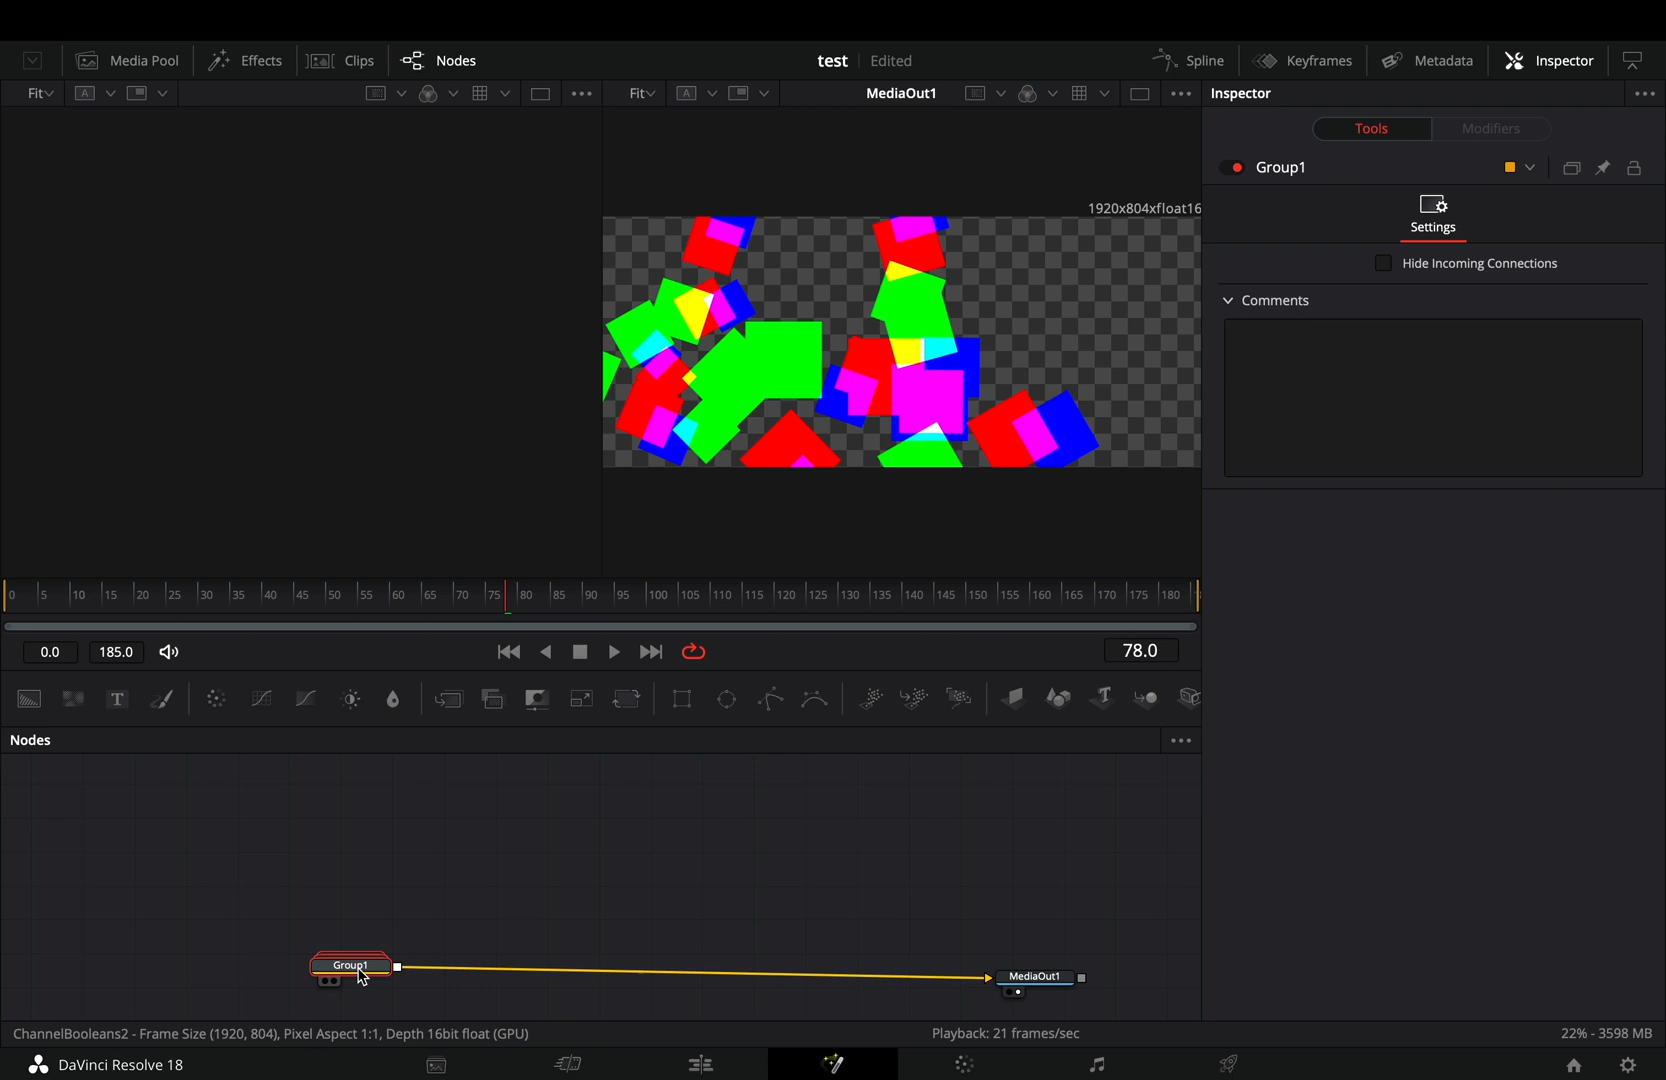 Media Pool Effects Clips Nodes test Edited Spline Keyframes Metadata Inspector
Fit A Fit A MediaOut1 Inspector
Tools Modifiers
Group1
1920x804xfloat16
Settings
Hide Incoming Connections
Comments
0 5 10 15 20 25 30 35 40 45 50 55 60 65 70 75 80 85 90 95 100 105 110 115 120 125 130 135 140 145 150 155 160 165 170 175 180
0.0 185.0 78.0
T T
Nodes
Group1
MediaOut1
ChannelBooleans2 - Frame Size (1920, 804), Pixel Aspect 1:1, Depth 16bit float (GPU) Playback: 21 frames/sec 22% - 3598 MB
DaVinci Resolve 18